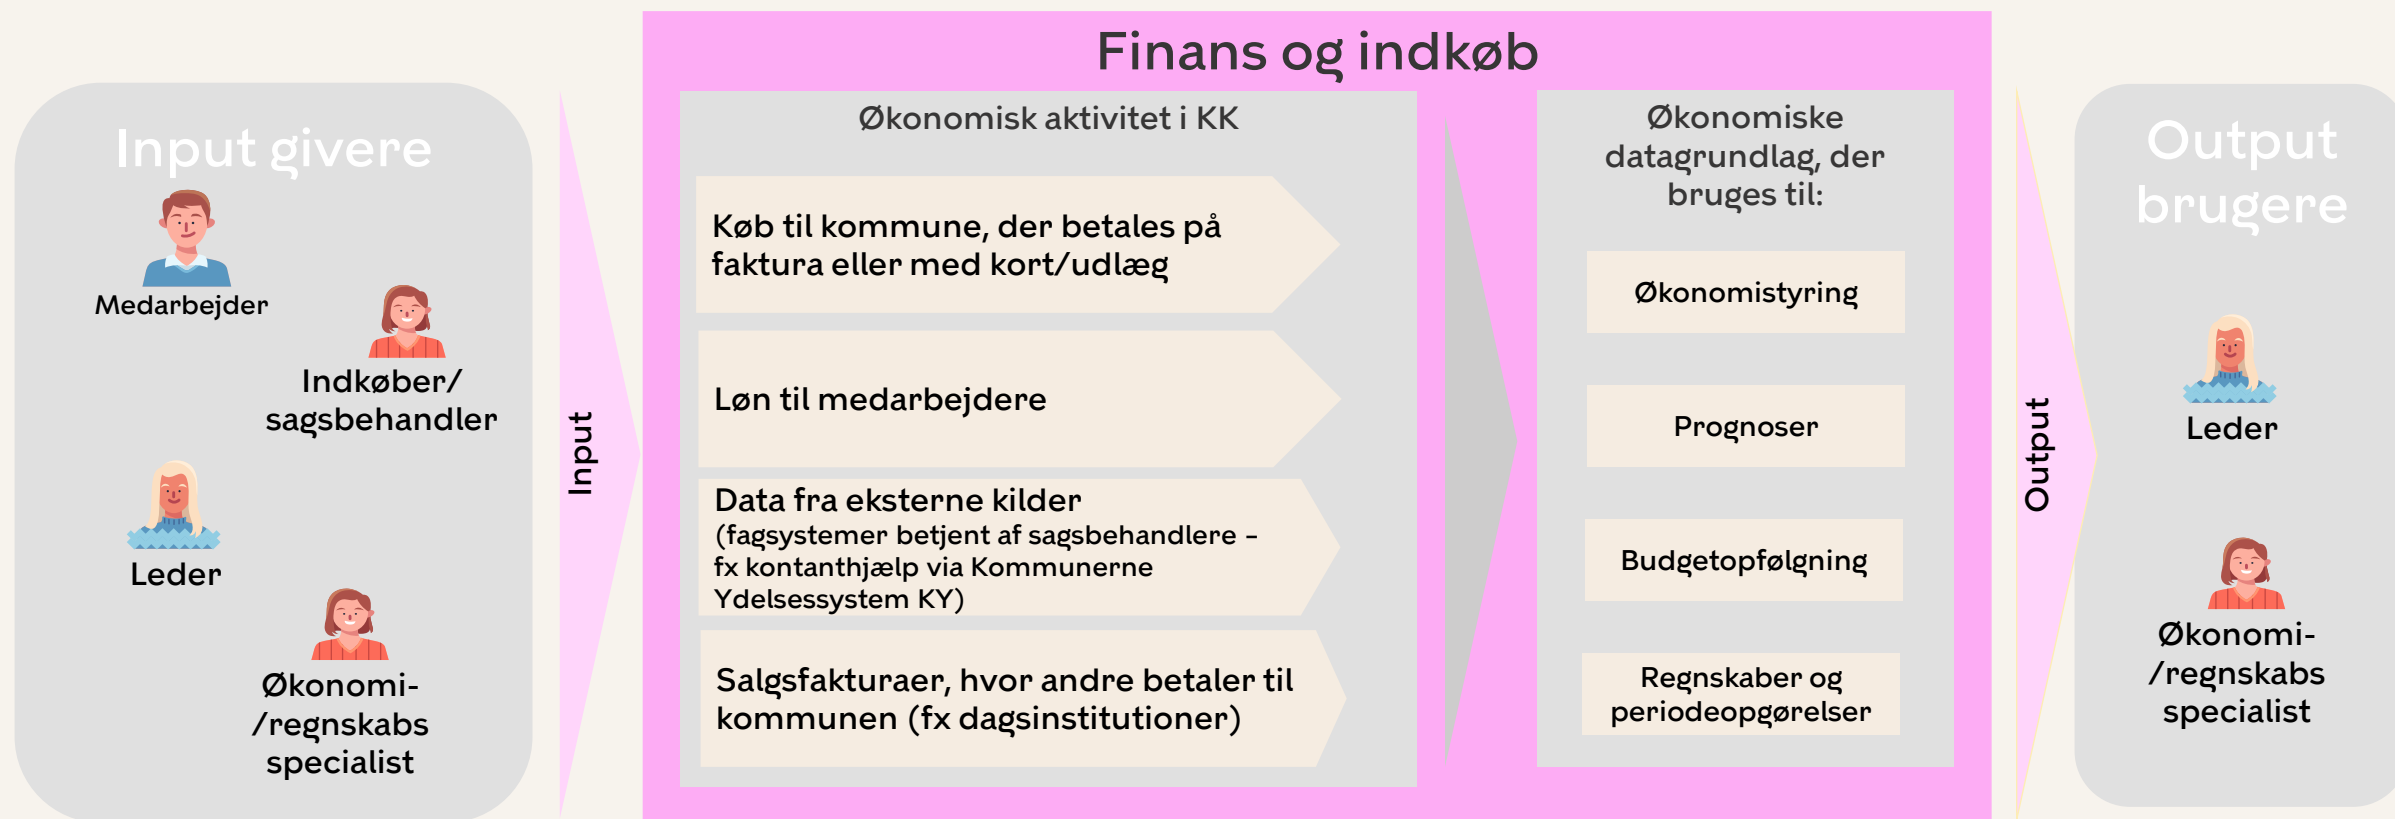 Finans og indkøb
Input givere
Medarbejder
Indkøber/
sagsbehandler
Leder
Økonomi-
/regnskabs
specialist
Input
Økonomisk aktivitet i KK
Køb til kommune, der betales på
faktura eller med kort/udlæg
Løn til medarbejdere
Data fra eksterne kilder
(fagsystemer betjent af sagsbehandlere –
fx kontanthjælp via Kommunerne
Ydelsessystem KY)
Salgsfakturaer, hvor andre betaler til
kommunen (fx dagsinstitutioner)
Økonomiske
datagrundlag, der
bruges til:
Økonomistyring
Prognoser
Budgetopfølgning
Regnskaber og
periodeopgørelser
Output
Output
brugere
Leder
Økonomi-
/regnskabs
specialist